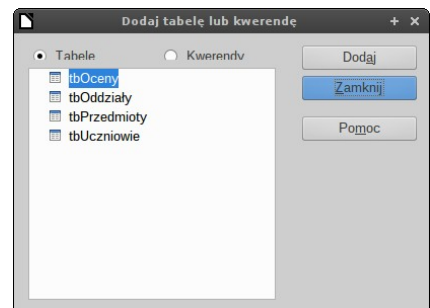 Dodaj tabelę lub kwerendę
Tabele
Kwerendy
tbOceny
tbOddziały
tbPrzedmioty
tbUczniowie
Dodaj
Zamknij
Pomoc